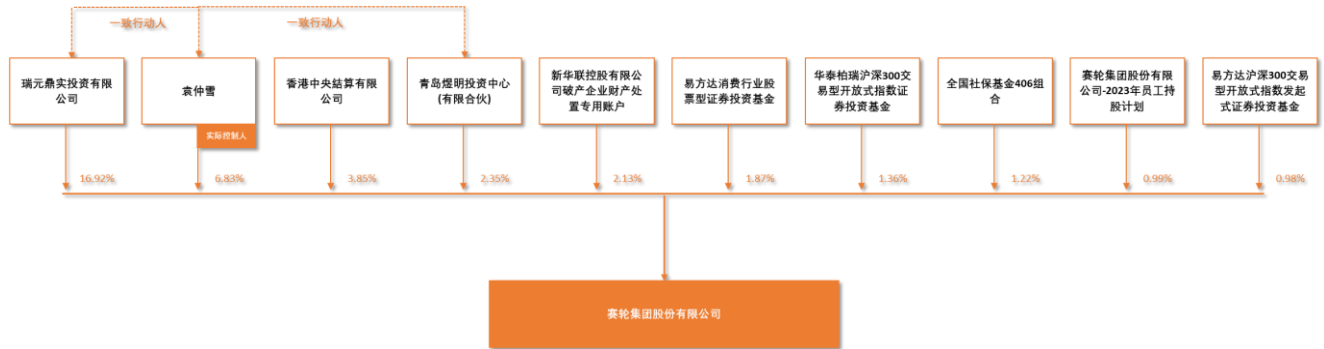 一致行动人
一致行动人
瑞元鼎实投资有限
公司
袁仲雪
实际控制人
香港中央结算有限
公司
青岛煜明投资中心
(有限合伙)
新华联控股有限公
司破产企业财产处
置专用账户
易方达消费行业股
票型证券投资基金
华泰柏瑞沪深300交
易型开放式指数证
券投资基金
全国社保基金406组
合
赛轮集团股份有限
公司-2023年员工持
股计划
易方达沪深300交易
型开放式指数发起
式证券投资基金
16.92%
6.83%
3.85%
2.35%
2.13%
1.87%
1.36%
1.22%
0.99%
0.98%
赛轮集团股份有限公司